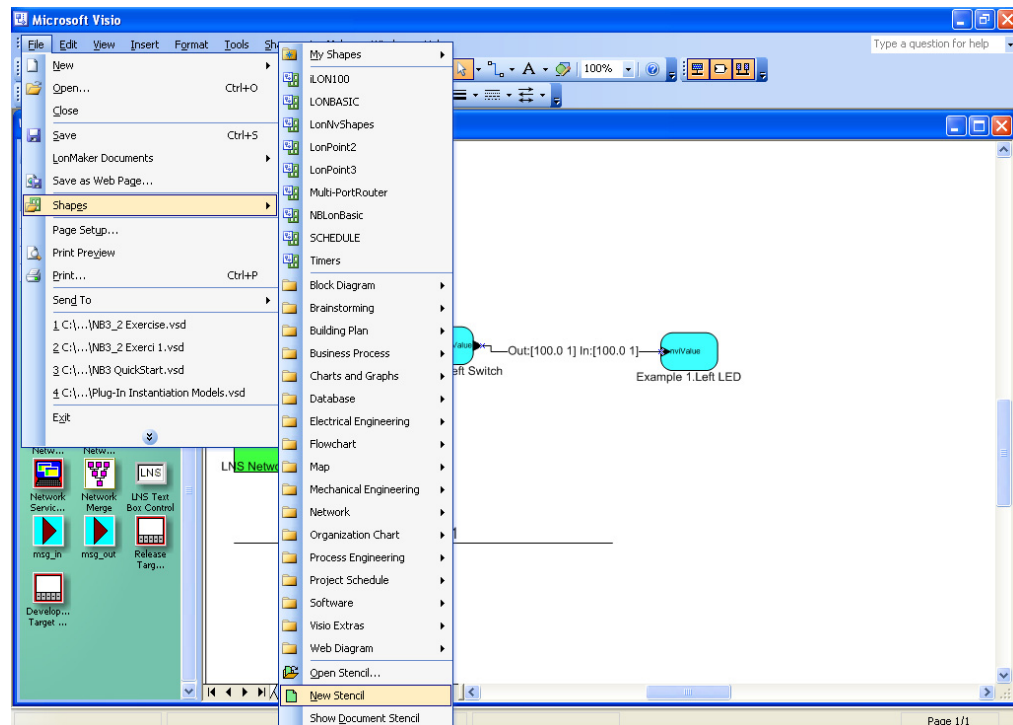 Microsoft Visio
File Edit View Insert Format Tools
Type a question for help
100%
New
Open... Ctrl+O
Close
Save Ctrl+S
LonMaker Documents
Save as Web Page...
Shapes
Page Setup...
Print Preview
Print... Ctrl+P
Send To
1 C:\...\NB3_2 Exercise.vsd
2 C:\...\NB3_2 Exerci 1.vsd
3 C:\...\NB3 QuickStart.vsd
4 C:\...\Plug-In Instantiation Models.vsd
Exit
My Shapes
iLON100
LONBASIC
LonNvShapes
LonPoint2
LonPoint3
Multi-PortRouter
NBLonBasic
SCHEDULE
Timers
Block Diagram
Brainstorming
Building Plan
Business Process
Charts and Graphs
Database
Electrical Engineering
Flowchart
Map
Mechanical Engineering
Network
Organization Chart
Process Engineering
Project Schedule
Software
Visio Extras
Web Diagram
Open Stencil...
New Stencil
Show Document Stencil
Value
Out:[100.0 1] In:[100.0 1]
nviValue
Switch
Example 1.Left LED
Netw... Netw...
LNS
LNS
Network Servic...
Network Merge
LNS Text Box Control
msg_in
msg_out
Release Targ...
Develop... Target ...
Page 1/1